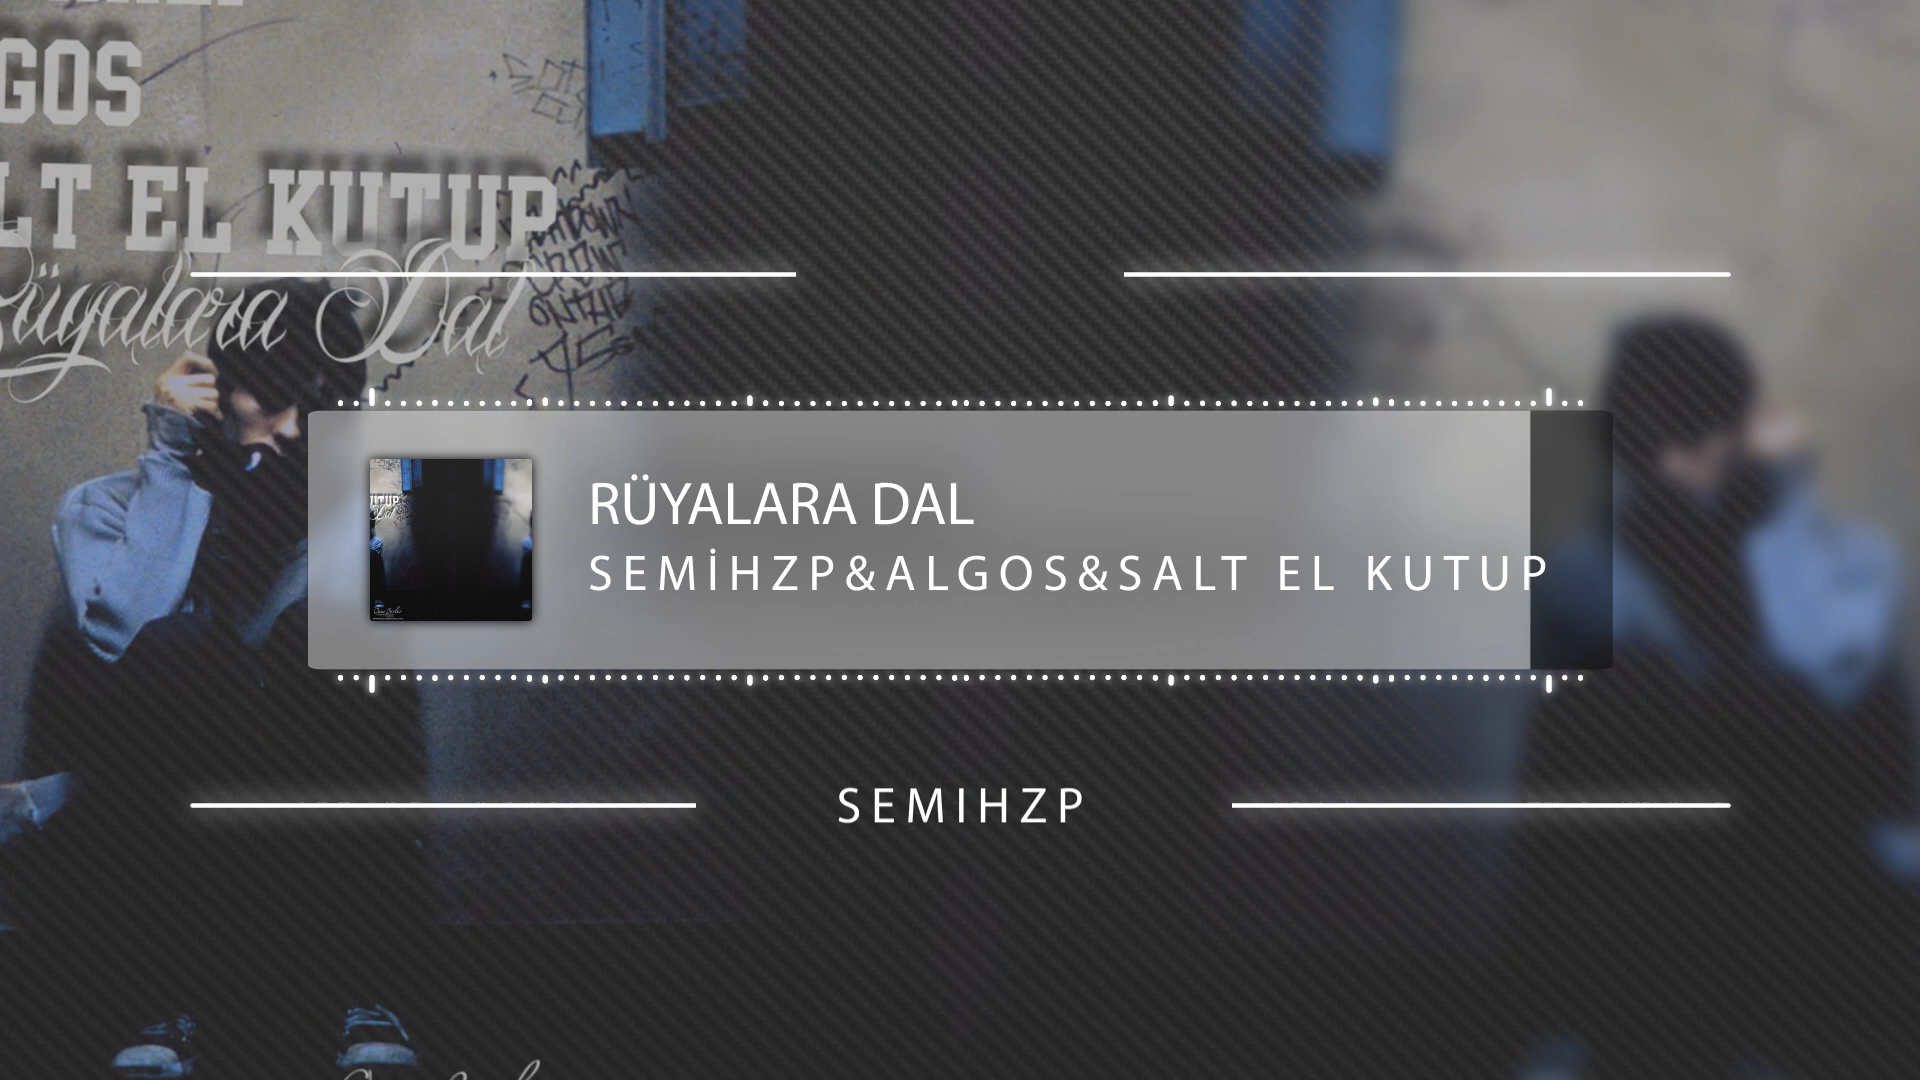 GOS
LT EL KUTUP
Rüyalara Dal
RÜYALARA DAL
SEMİHZP&ALGOS&SALT EL KUTUP
SEMIHZP